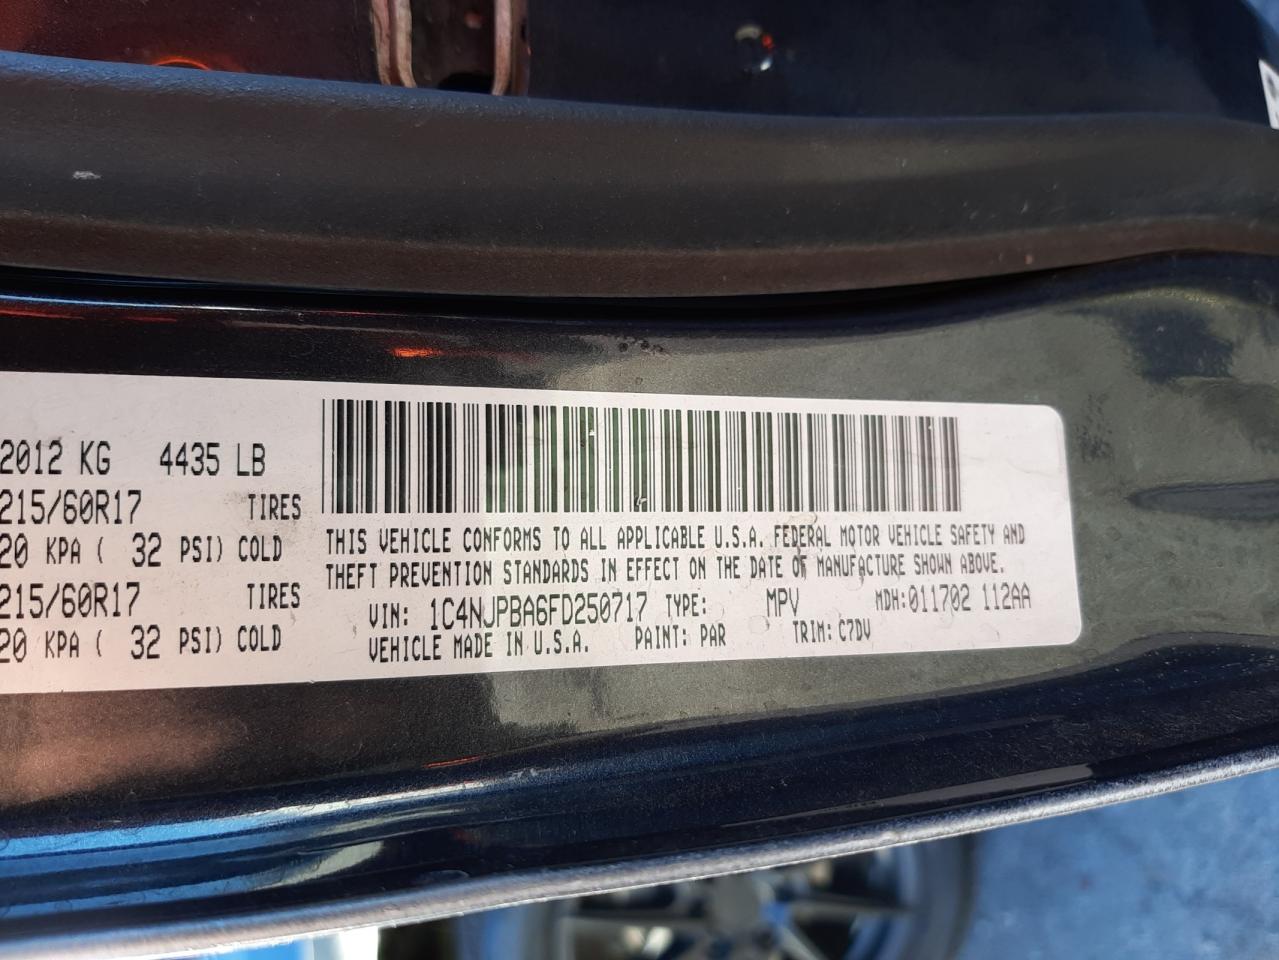 2012 KG 4435 LB
215/60R17 TIRES
20 KPA ( 32 PSI) COLD
215/60R17 TIRES
20 KPA ( 32 PSI) COLD
THIS VEHICLE CONFORMS TO ALL APPLICABLE U.S.A. FEDERAL MOTOR VEHICLE SAFETY AND
THEFT PREVENTION STANDARDS IN EFFECT ON THE DATE OF MANUFACTURE SHOWN ABOVE.
VIN: 1C4NJPBA6FD250717 TYPE: MPV MDH:011702 112AA
VEHICLE MADE IN U.S.A. PAINT: PAR TRIM: C7DV